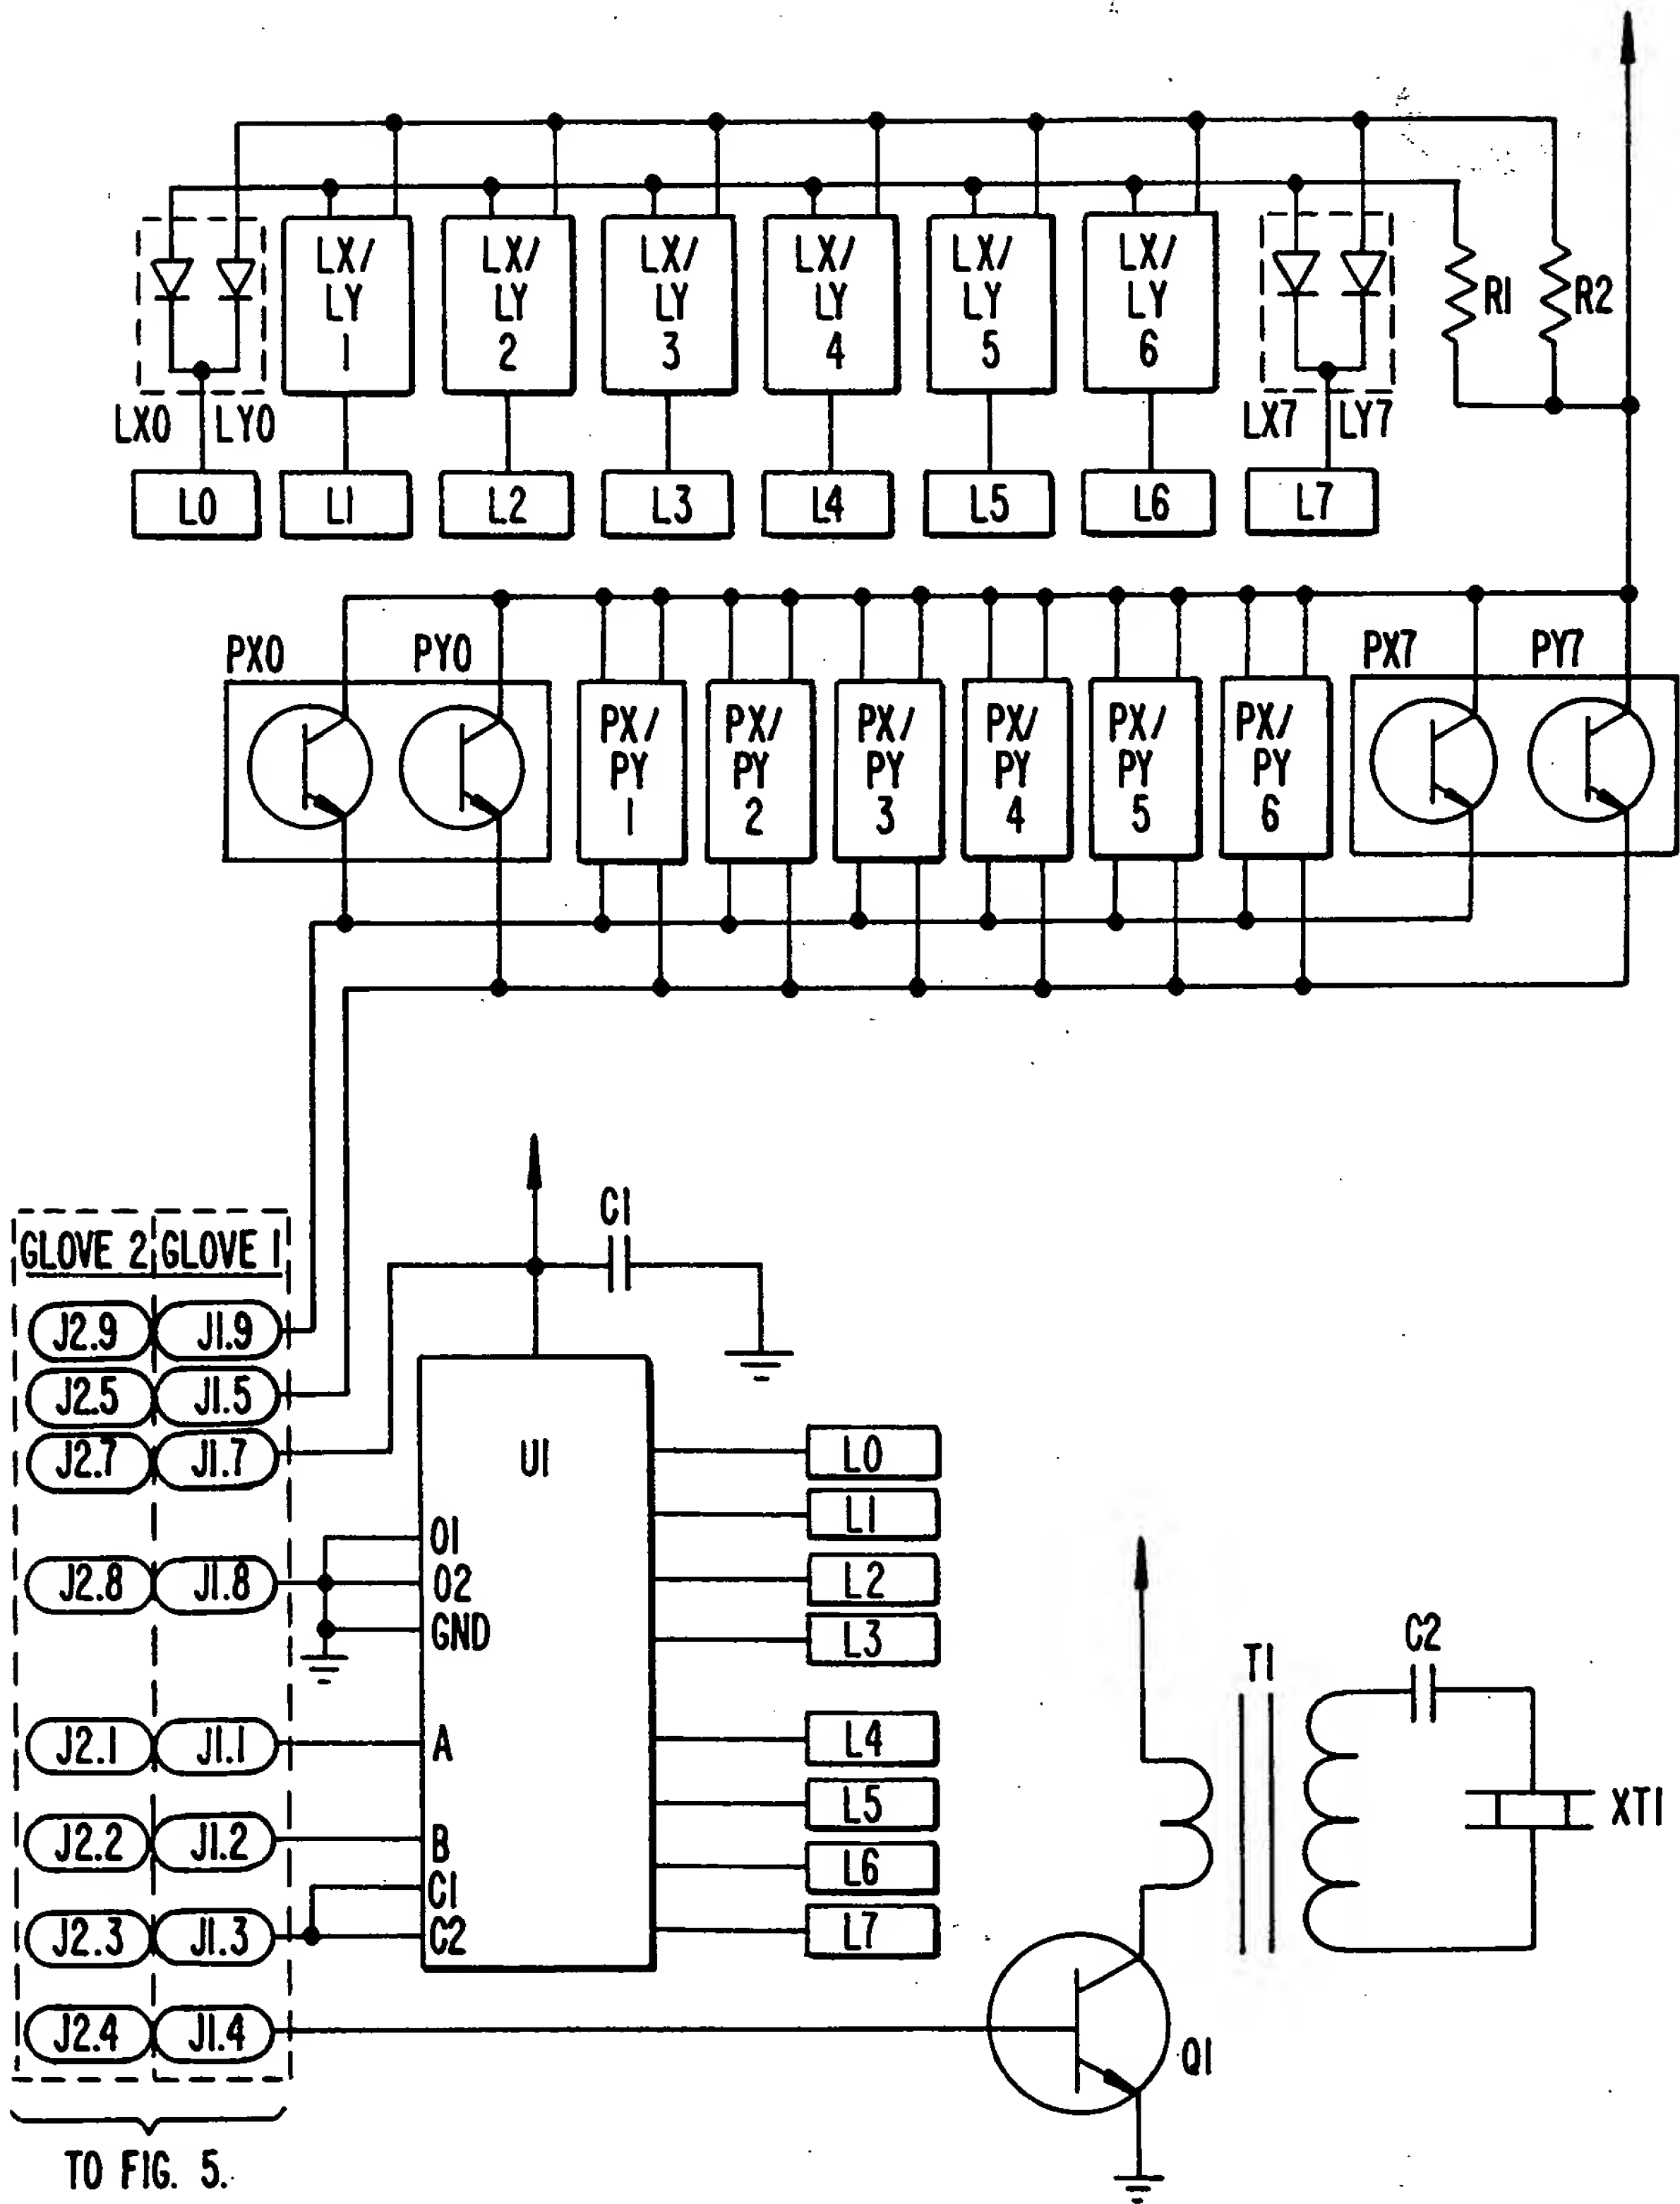 LX/ LX/ LX/ LX/ LX/ LX/
LY LY LY LY LY LY
1 2 3 4 5 6
R1 R2
LX0 LY0 LX7 LY7
L0 L1 L2 L3 L4 L5 L6 L7
PX0 PY0 PX7 PY7
PX/ PX/ PX/ PX/ PX/ PX/
PY PY PY PY PY PY
1 2 3 4 5 6
C1
GLOVE 2 GLOVE 1
J2.9 J1.9
J2.5 J1.5
J2.7 J1.7
U1
L0
L1
O1
J2.8 J1.8 O2
L2
GND
L3
C2
T1
J2.1 J1.1 A
L4
L5
XT1
J2.2 J1.2 B
L6
C1
J2.3 J1.3 C2
L7
J2.4 J1.4
Q1
TO FIG. 5.